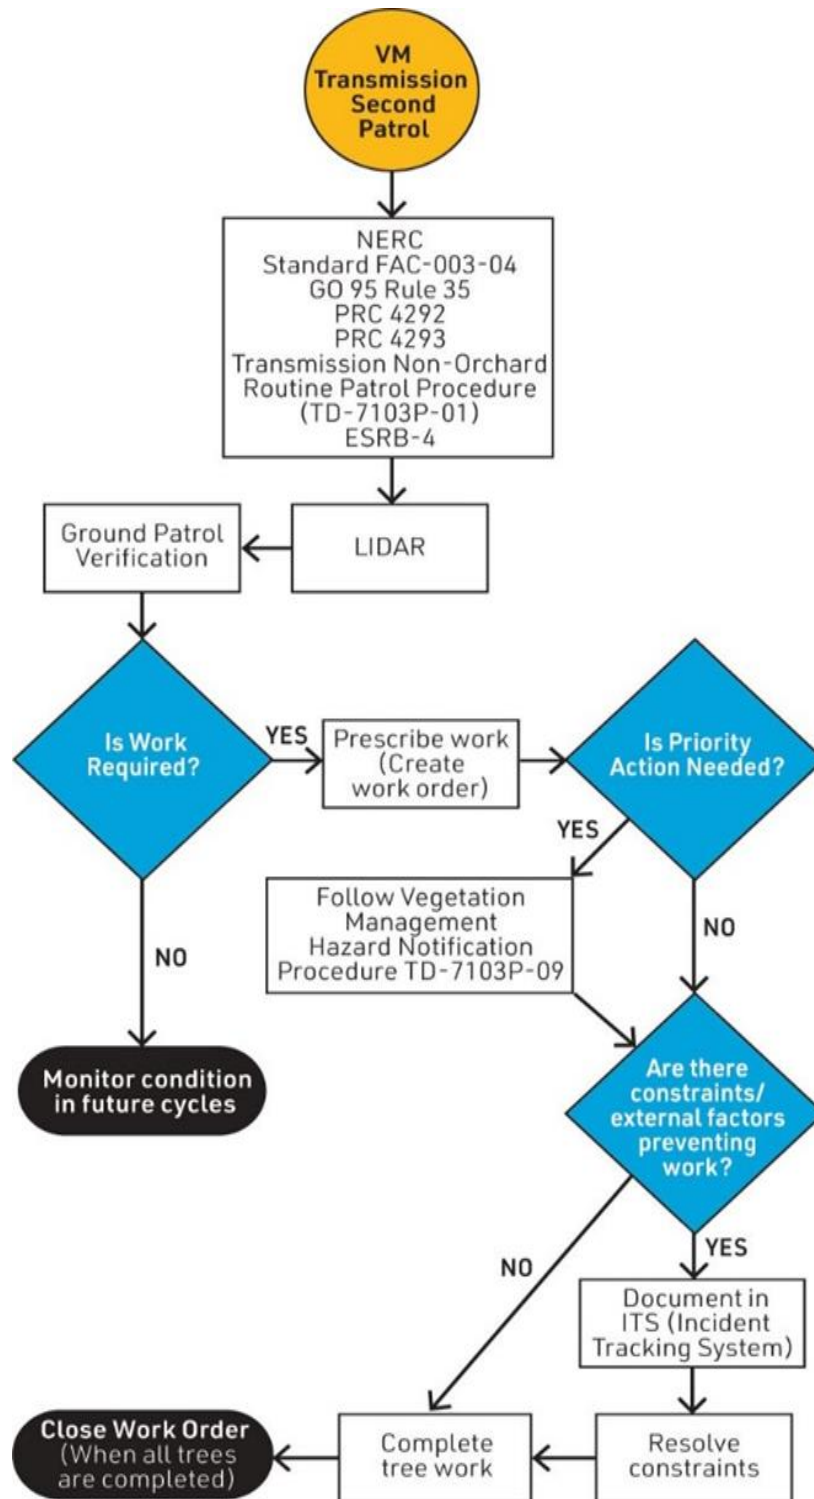 VM
Transmission
Second
Patrol
NERC
Standard FAC-003-04
GO 95 Rule 35
PRC 4292
PRC 4293
Transmission Non-Orchard
Routine Patrol Procedure
(TD-7103P-01)
ESRB-4
Ground Patrol
Verification
LIDAR
Is Work
Required?
YES
Prescribe work
(Create
work order)
Is Priority
Action Needed?
YES
Follow Vegetation
Management
Hazard Notification
Procedure TD-7103P-09
NO
NO
Monitor condition
in future cycles
Are there
constraints/
external factors
preventing
work?
NO
YES
Document in
ITS (Incident
Tracking System)
Close Work Order
(When all trees
are completed)
Complete
tree work
Resolve
constraints